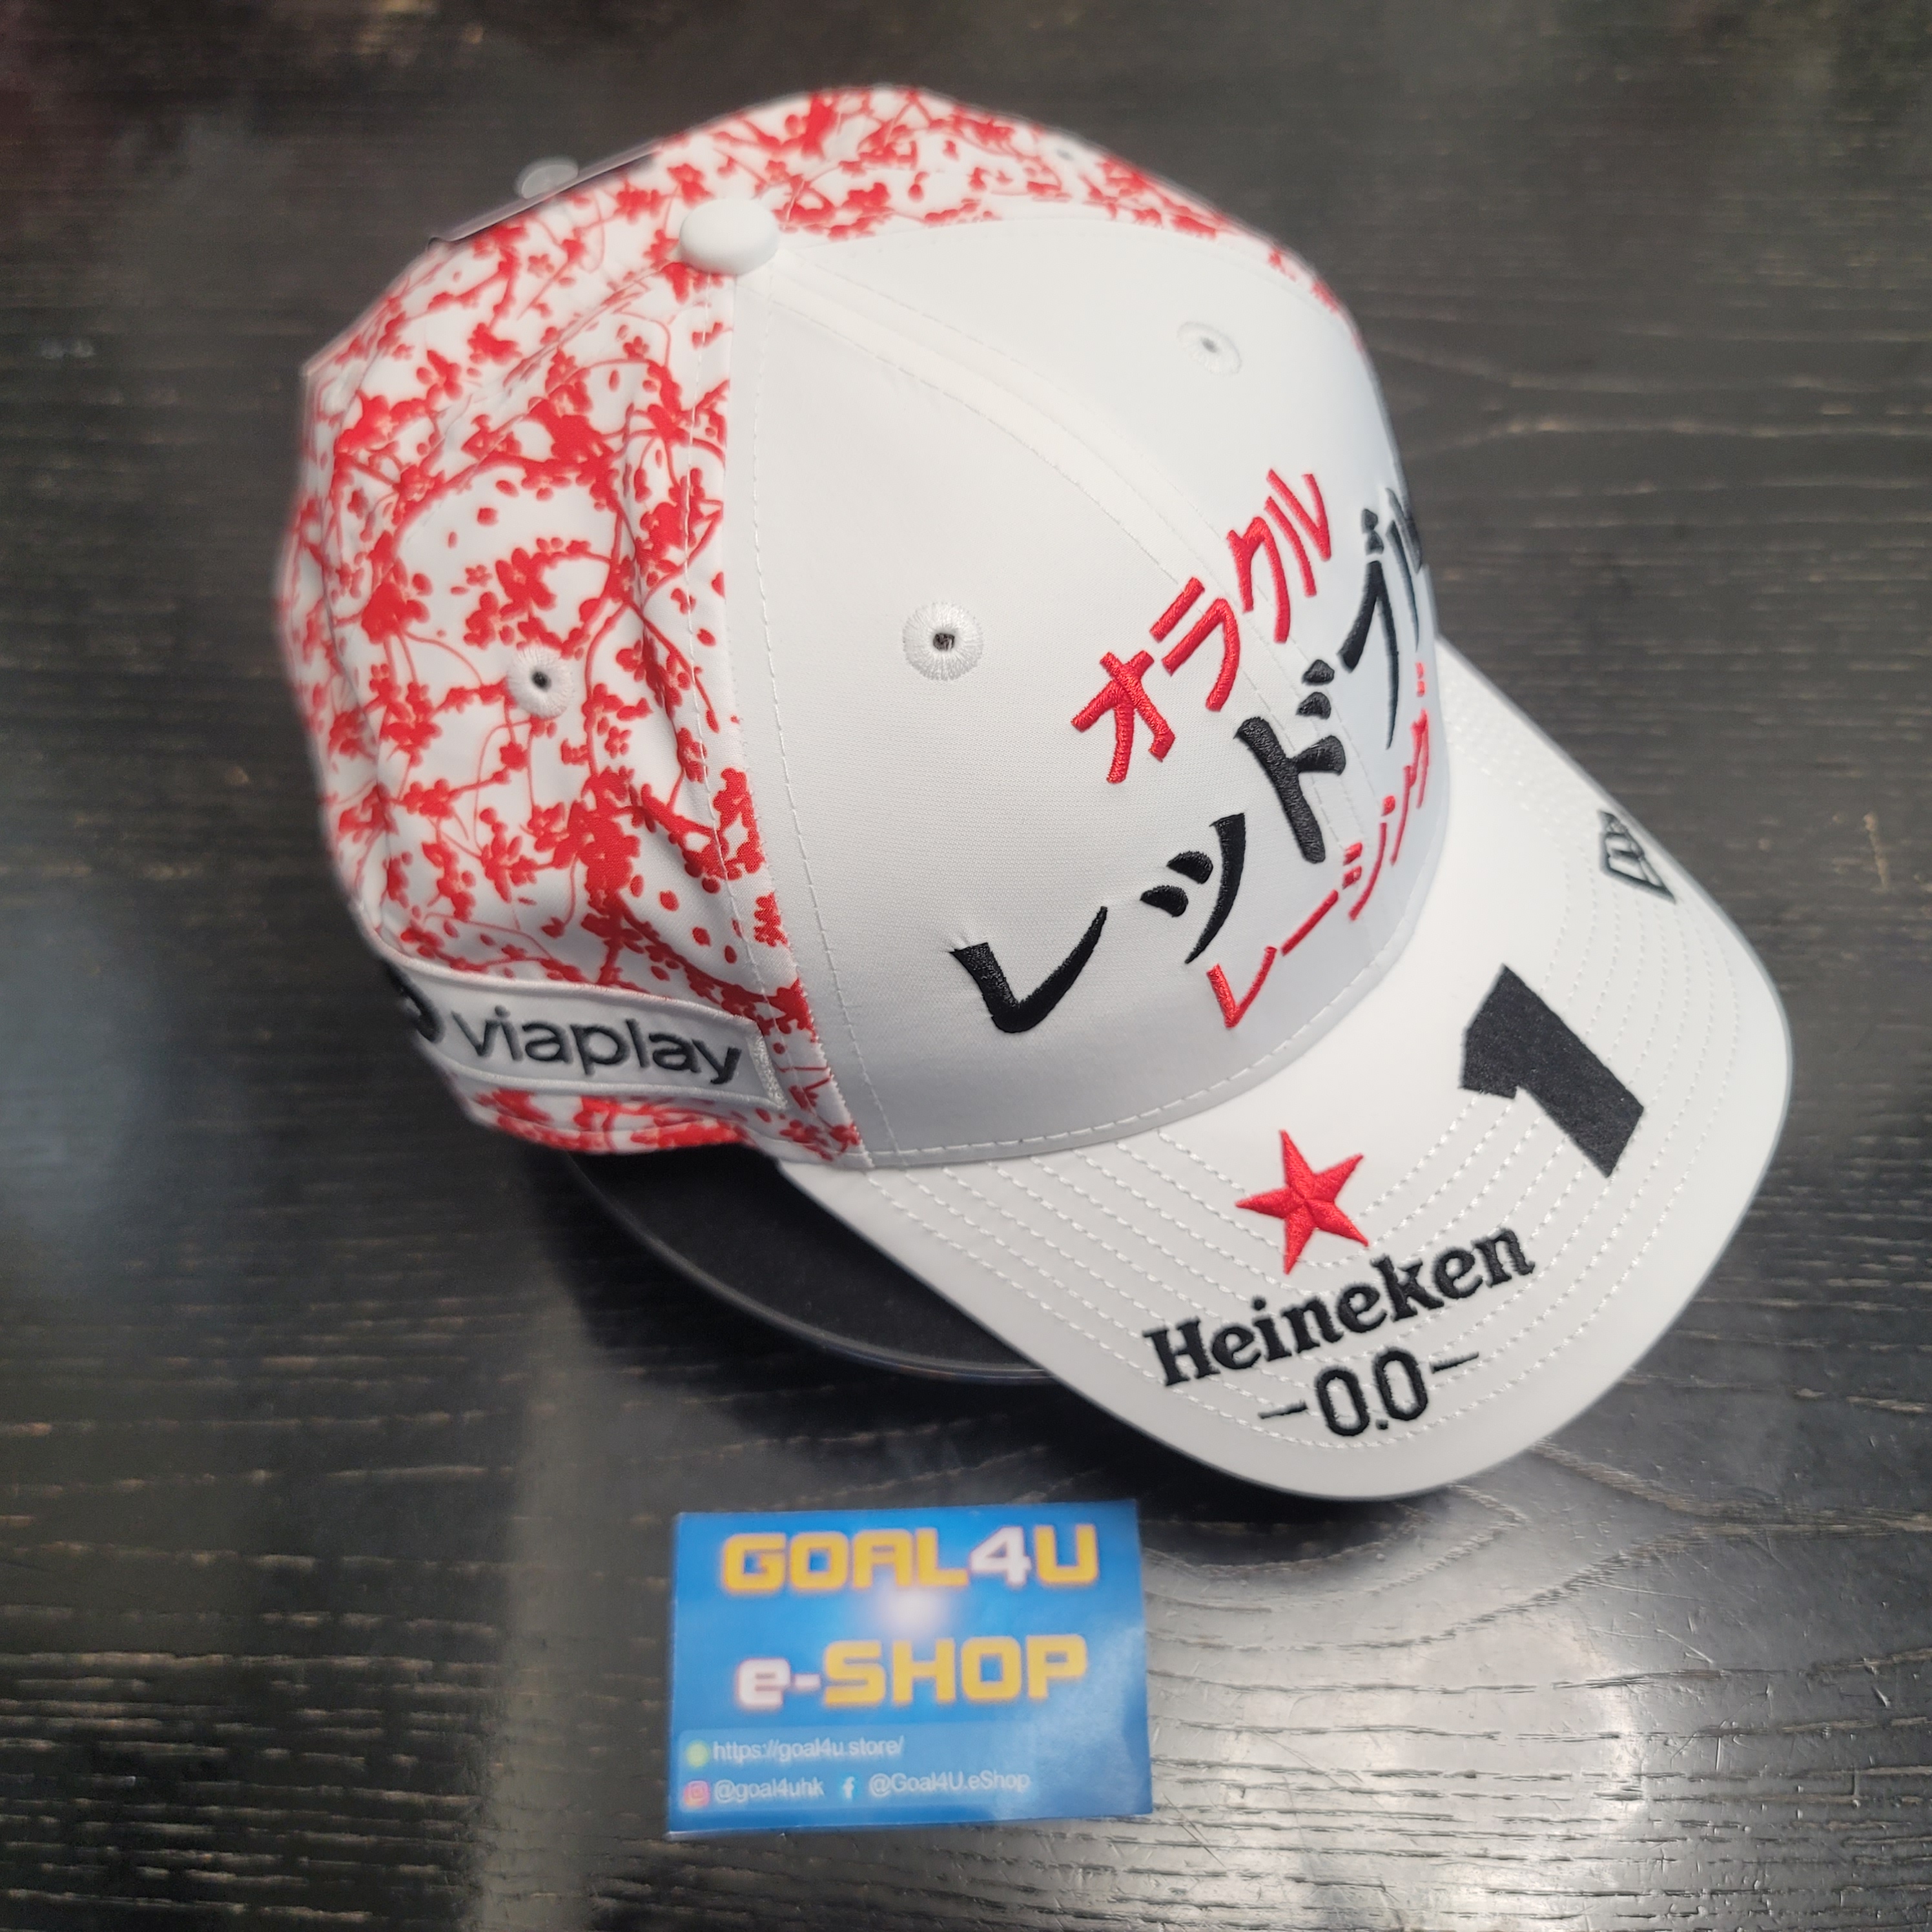 オラクル
レッドブル
レーシング
viaplay
1
Heineken
0.0
GOAL4U
e-SHOP
https://goal4u.store/
@goal4uhk @Goal4U.eShop